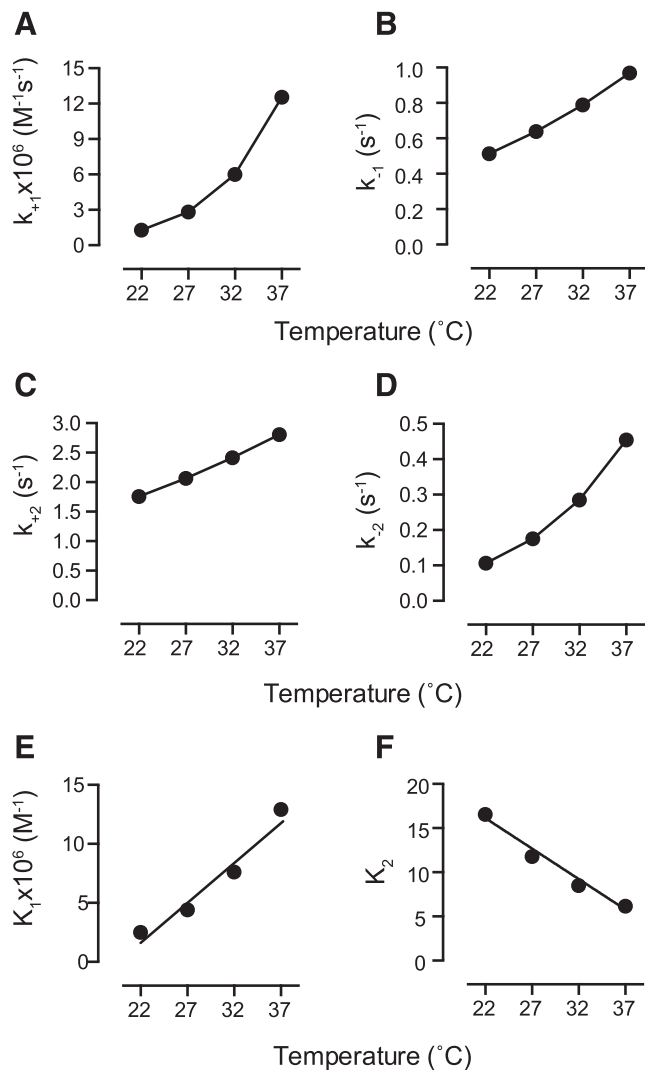 A
k₊₁x10⁶ (M⁻¹s⁻¹)
15
12
9
6
3
0
22 27 32 37
B
k₋₁ (s⁻¹)
1.0
0.8
0.6
0.4
0.2
0.0
22 27 32 37
Temperature (˚C)
C
k₊₂ (s⁻¹)
3.0
2.5
2.0
1.5
1.0
0.5
0.0
22 27 32 37
D
k₋₂ (s⁻¹)
0.5
0.4
0.3
0.2
0.1
0.0
22 27 32 37
Temperature (˚C)
E
K₁x10⁶ (M⁻¹)
15
10
5
0
22 27 32 37
F
K₂
20
15
10
5
0
22 27 32 37
Temperature (˚C)